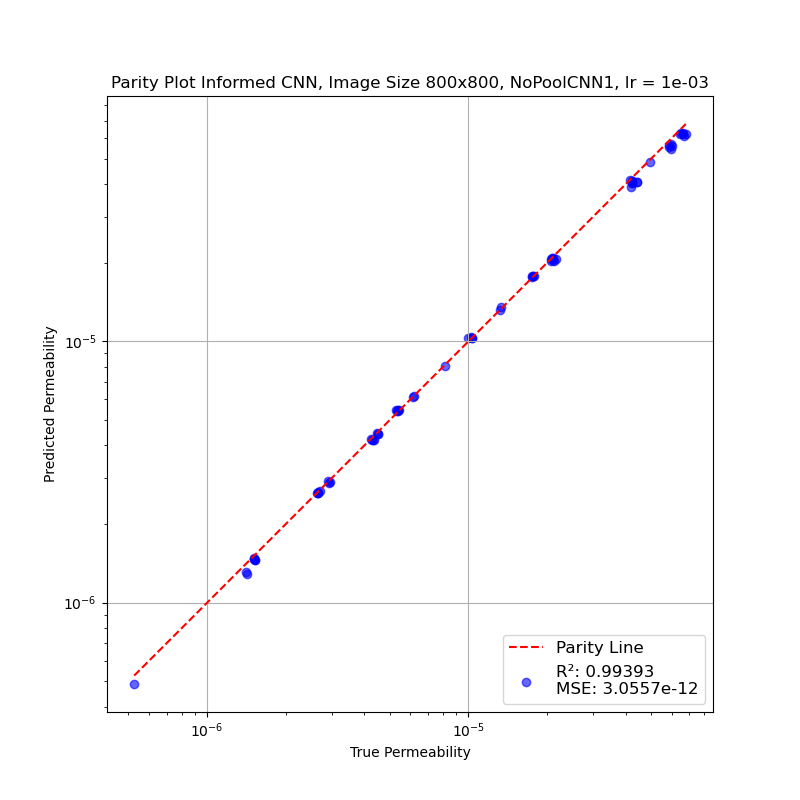 Parity Plot Informed CNN, Image Size 800x800, NoPoolCNN1, lr = 1e-03
Predicted Permeability
10⁻⁵
10⁻⁶
Parity Line
R²: 0.99393
MSE: 3.0557e-12
10⁻⁶
10⁻⁵
True Permeability